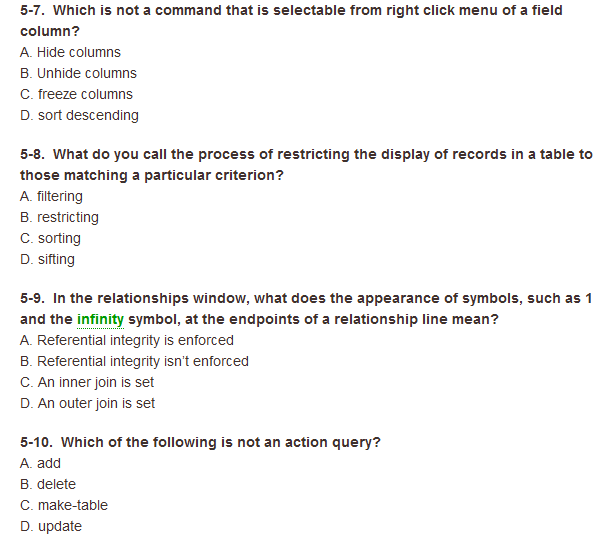 5-7.  Which is not a command that is selectable from right click menu of a field
column?
A. Hide columns
B. Unhide columns
C. freeze columns
D. sort descending
5-8.  What do you call the process of restricting the display of records in a table to
those matching a particular criterion?
A. filtering
B. restricting
C. sorting
D. sifting
5-9.  In the relationships window, what does the appearance of symbols, such as 1
and the infinity symbol, at the endpoints of a relationship line mean?
A. Referential integrity is enforced
B. Referential integrity isn't enforced
C. An inner join is set
D. An outer join is set
5-10.  Which of the following is not an action query?
A. add
B. delete
C. make-table
D. update